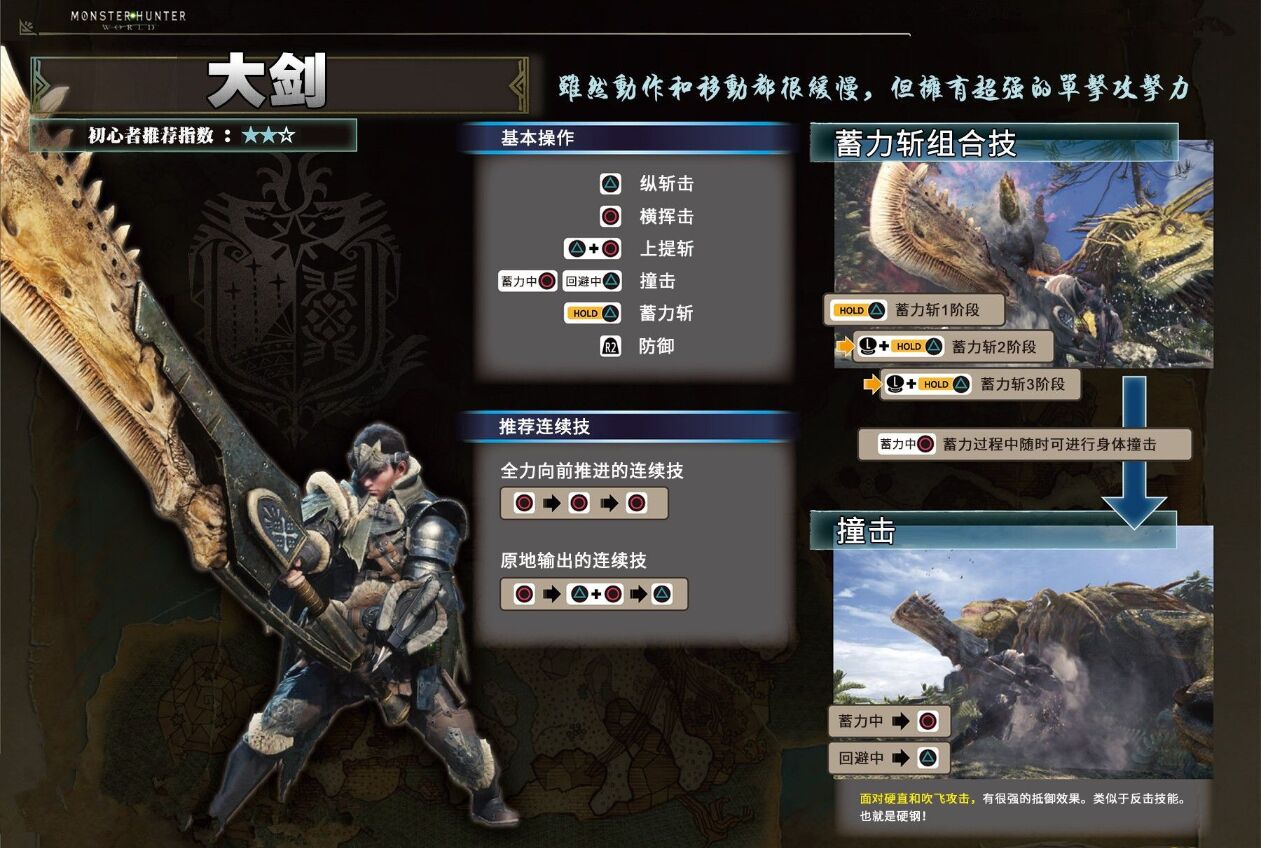 MONSTER HUNTER
WORLD
大剑
雖然動作和移動都很緩慢，但擁有超强的單擊攻擊力
初心者推荐指数：★★☆
基本操作
纵斩击
横挥击
+ 上提斩
蓄力中 回避中 撞击
HOLD 蓄力斩
R2 防御
推荐连续技
全力向前推进的连续技
原地输出的连续技
+
蓄力斩组合技
HOLD 蓄力斩1阶段
L + HOLD 蓄力斩2阶段
L + HOLD 蓄力斩3阶段
蓄力中 蓄力过程中随时可进行身体撞击
撞击
蓄力中
回避中
面对硬直和吹飞攻击，有很强的抵御效果。类似于反击技能。
也就是硬钢！